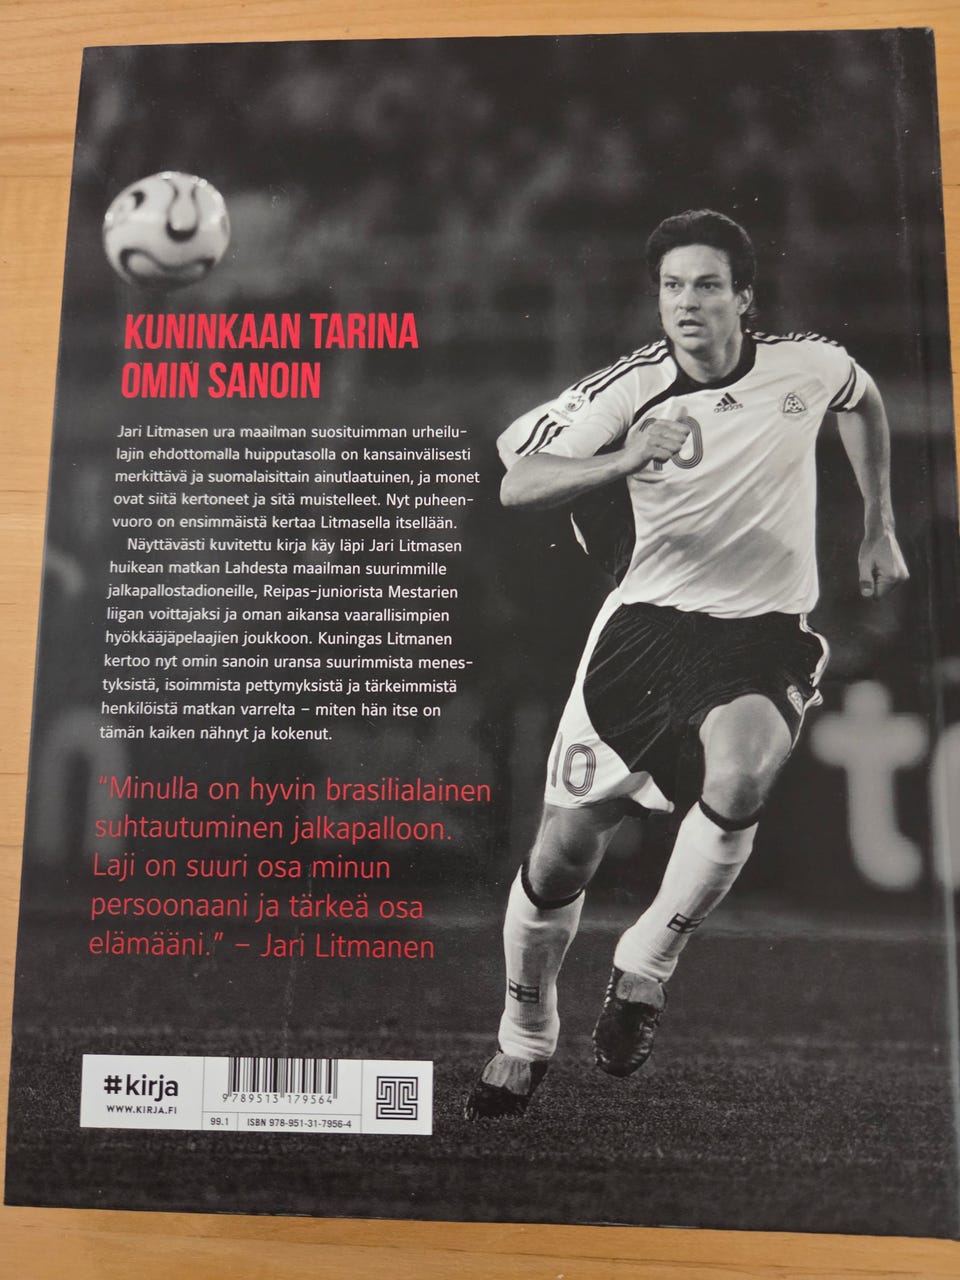 KUNINKAAN TARINA
OMIN SANOIN
Jari Litmasen ura maailman suosituimman urheilu-
lajin ehdottomalla huipputasolla on kansainvälisesti
merkittävä ja suomalaisittain ainutlaatuinen, ja monet
ovat siitä kertoneet ja sitä muistelleet. Nyt puheen-
vuoro on ensimmäistä kertaa Litmasella itsellään.
Näyttävästi kuvitettu kirja käy läpi Jari Litmasen
huikean matkan Lahdesta maailman suurimmille
jalkapallostadioneille, Reipas-juniorista Mestarien
liigan voittajaksi ja oman aikansa vaarallisimpien
hyökkääjäpelaajien joukkoon. Kuningas Litmanen
kertoo nyt omin sanoin uransa suurimmista menes-
tyksistä, isoimmista pettymyksistä ja tärkeimmistä
henkilöistä matkan varrelta – miten hän itse on
tämän kaiken nähnyt ja kokenut.
"Minulla on hyvin brasilialainen
suhtautuminen jalkapalloon.
Laji on suuri osa minun
persoonaani ja tärkeä osa
elämääni." – Jari Litmanen
adidas
10
10
t
#kirja
WWW.KIRJA.FI
9 789513 179564
99.1 ISBN 978-951-31-7956-4